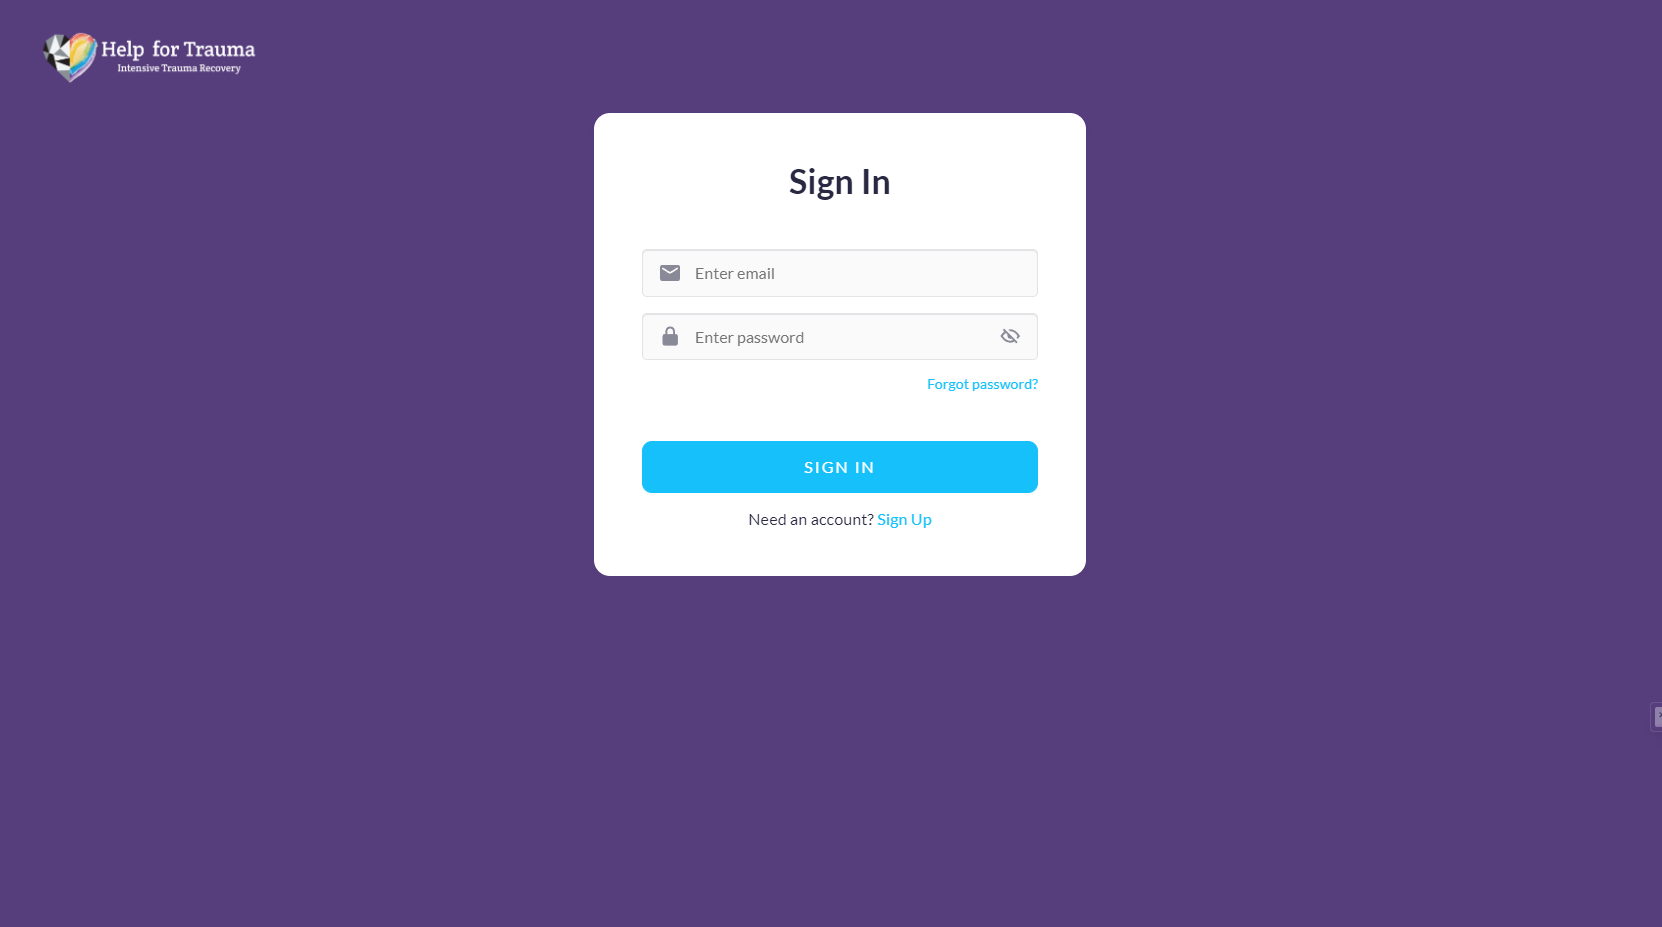 Help for Trauma
Intensive Trauma Recovery
Sign In
Enter email
Enter password
Forgot password?
SIGN IN
Need an account? Sign Up